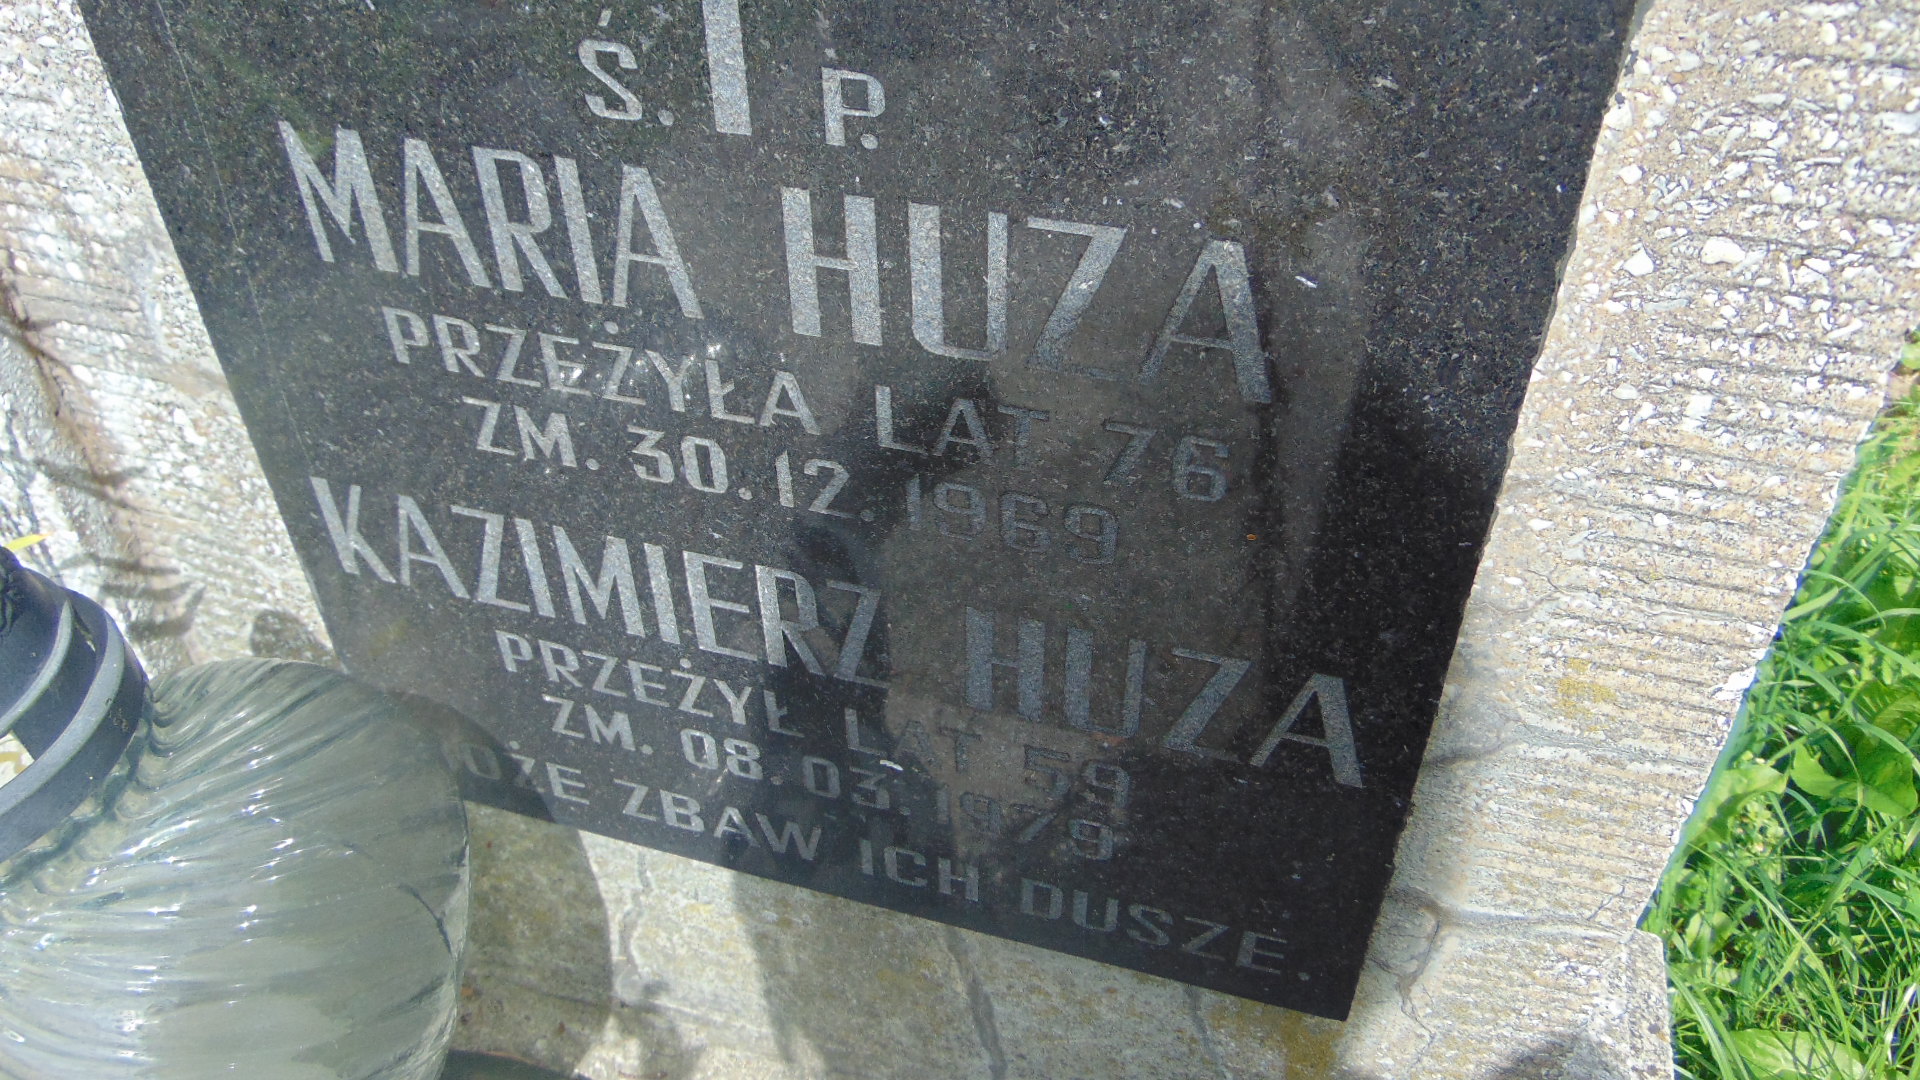 Ś. P.
MARIA HUZA
PRZEŻYŁA LAT 76
ZM. 30.12.1969
KAZIMIERZ HUZA
PRZEŻYŁ LAT 59
ZM. 08.03.1979
BOŻE ZBAW ICH DUSZE.